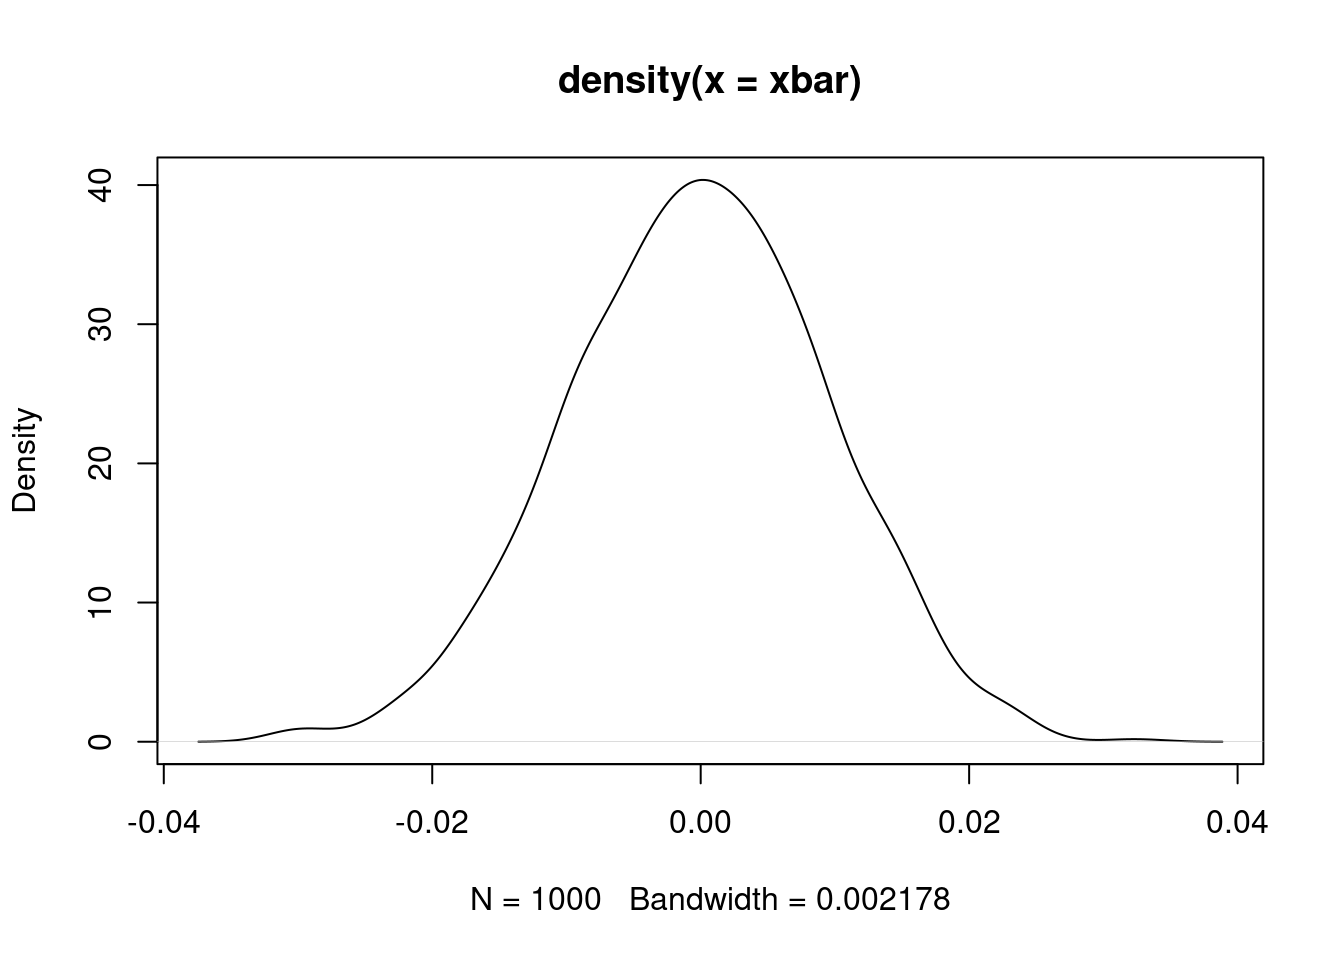 density(x = xbar)
Density
40
30
20
10
0
-0.04 -0.02 0.00 0.02 0.04
N = 1000 Bandwidth = 0.002178